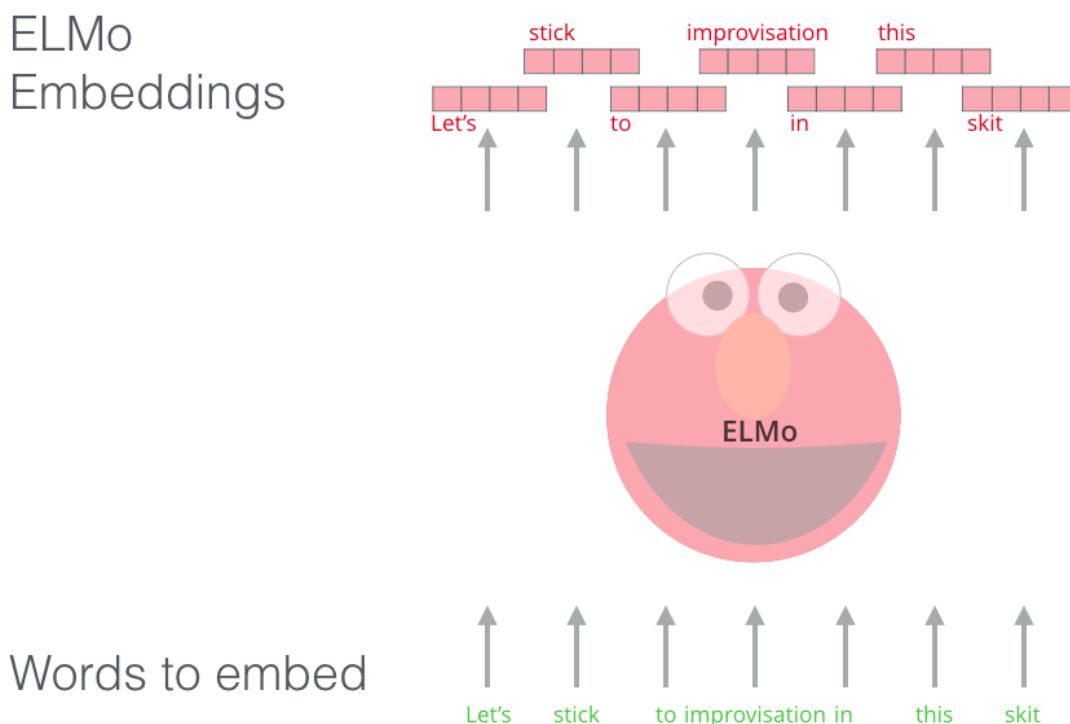 ELMo
Embeddings
stick improvisation this
Let's to in skit
ELMo
Words to embed
Let's stick to improvisation in this skit